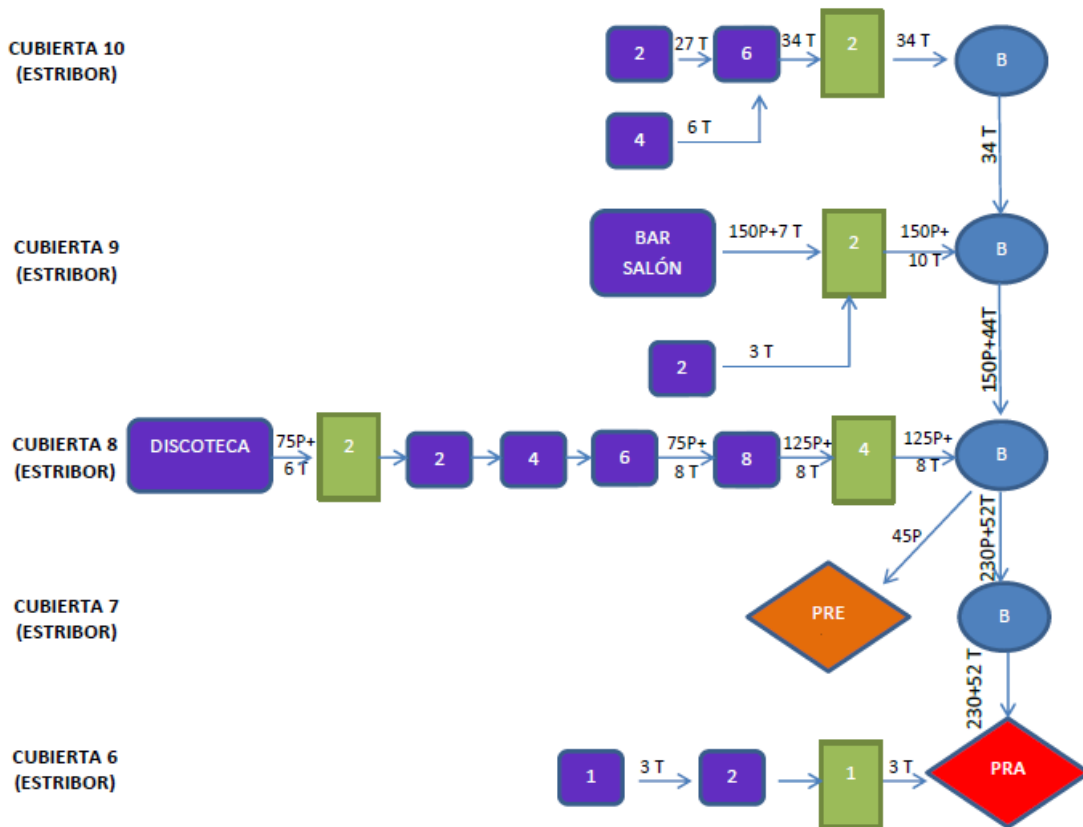 CUBIERTA 10
(ESTRIBOR)
2
27 T
6
34 T
2
34 T
B
4
6 T
34 T
CUBIERTA 9
(ESTRIBOR)
BAR
SALÓN
150P+7 T
2
150P+
10 T
B
2
3 T
150P+44T
CUBIERTA 8
(ESTRIBOR)
DISCOTECA
75P+
6 T
2
2
4
6
75P+
8 T
8
125P+
8 T
4
125P+
8 T
B
45P
230P+52T
CUBIERTA 7
(ESTRIBOR)
PRE
B
230+52 T
CUBIERTA 6
(ESTRIBOR)
1
3 T
2
1
3 T
PRA